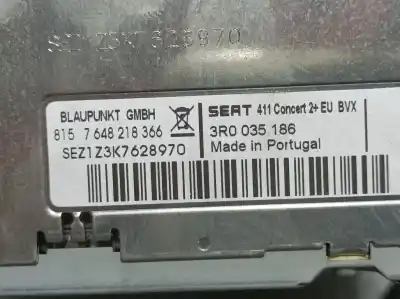 SEZ1Z3K7628970
BLAUPUNKT GMBH
815 7 648 218 366
SEZ1Z3K7628970
SEAT 411 Concert 2+ EU BVX
3R0 035 186
Made in Portugal